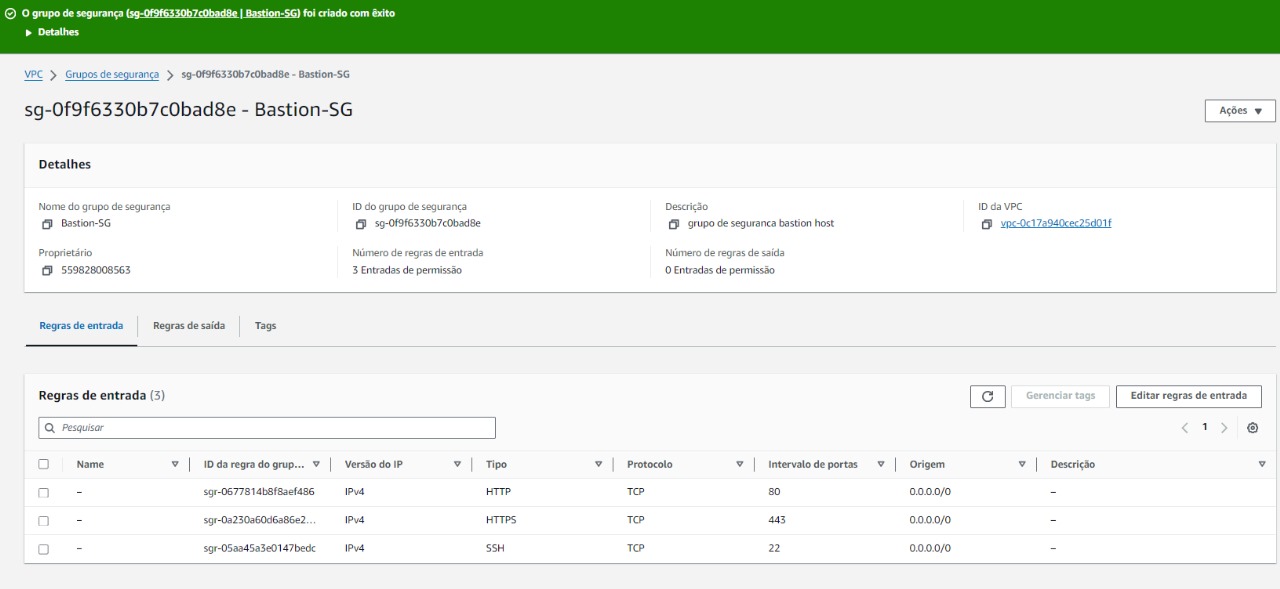 O grupo de segurança (sg-0f9f6330b7c0bad8e | Bastion-SG) foi criado com êxito
Detalhes
VPC > Grupos de segurança > sg-0f9f6330b7c0bad8e - Bastion-SG
sg-0f9f6330b7c0bad8e - Bastion-SG
Ações
Detalhes
Nome do grupo de segurança ID do grupo de segurança Descrição ID da VPC
Bastion-SG sg-0f9f6330b7c0bad8e grupo de seguranca bastion host vpc-0c17a940cec25d01f
Proprietário Número de regras de entrada Número de regras de saída
559828008563 3 Entradas de permissão 0 Entradas de permissão
Regras de entrada Regras de saída Tags
Regras de entrada (3) Gerenciar tags Editar regras de entrada
Pesquisar
1
Name ID da regra do grup... Versão do IP Tipo Protocolo Intervalo de portas Origem Descrição
– sgr-0677814b8f8aef486 IPv4 HTTP TCP 80 0.0.0.0/0 –
– sgr-0a230a60d6a86e2... IPv4 HTTPS TCP 443 0.0.0.0/0 –
– sgr-05aa45a3e0147bedc IPv4 SSH TCP 22 0.0.0.0/0 –